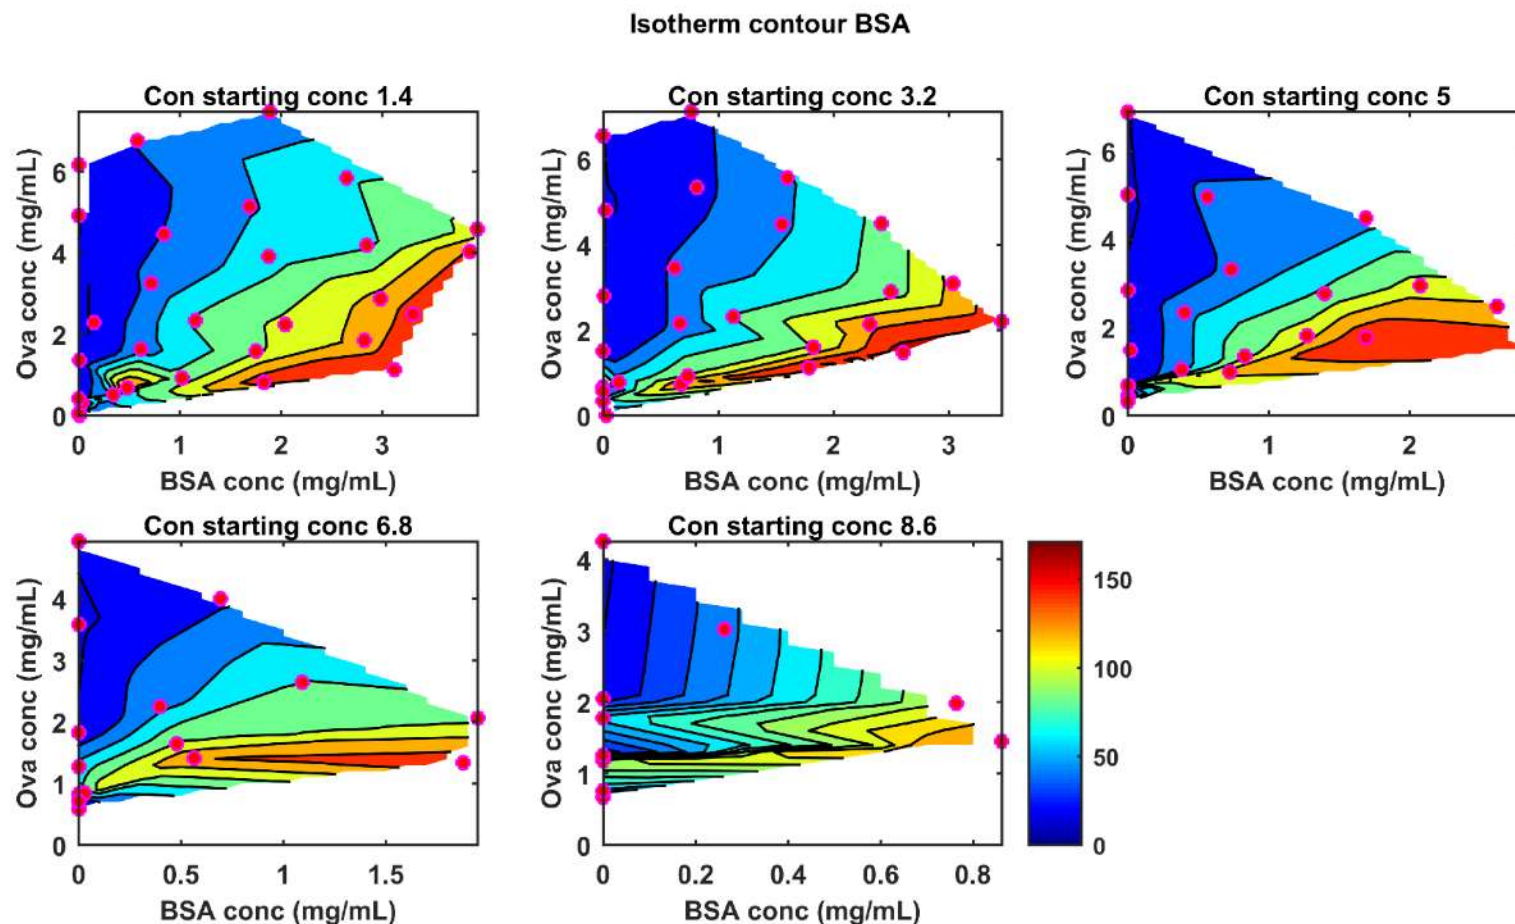 Isotherm contour BSA
Con starting conc 1.4
Ova conc (mg/mL)
6
4
2
0
0 1 2 3
BSA conc (mg/mL)
Con starting conc 3.2
Ova conc (mg/mL)
6
4
2
0
0 1 2 3
BSA conc (mg/mL)
Con starting conc 5
Ova conc (mg/mL)
6
4
2
0
0 1 2
BSA conc (mg/mL)
Con starting conc 6.8
Ova conc (mg/mL)
4
3
2
1
0
0 0.5 1 1.5
BSA conc (mg/mL)
Con starting conc 8.6
Ova conc (mg/mL)
4
3
2
1
0
0 0.2 0.4 0.6 0.8
BSA conc (mg/mL)
150
100
50
0